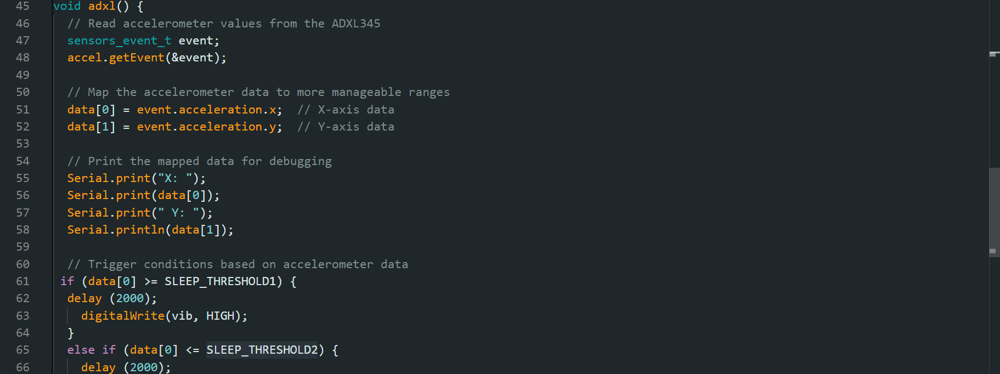 45 void adxl() {
46 // Read accelerometer values from the ADXL345
47 sensors_event_t event;
48 accel.getEvent(&event);
49
50 // Map the accelerometer data to more manageable ranges
51 data[0] = event.acceleration.x;  // X-axis data
52 data[1] = event.acceleration.y;  // Y-axis data
53
54 // Print the mapped data for debugging
55 Serial.print("X: ");
56 Serial.print(data[0]);
57 Serial.print(" Y: ");
58 Serial.println(data[1]);
59
60 // Trigger conditions based on accelerometer data
61 if (data[0] >= SLEEP_THRESHOLD1) {
62 delay (2000);
63 digitalWrite(vib, HIGH);
64 }
65 else if (data[0] <= SLEEP_THRESHOLD2) {
66 delay (2000);